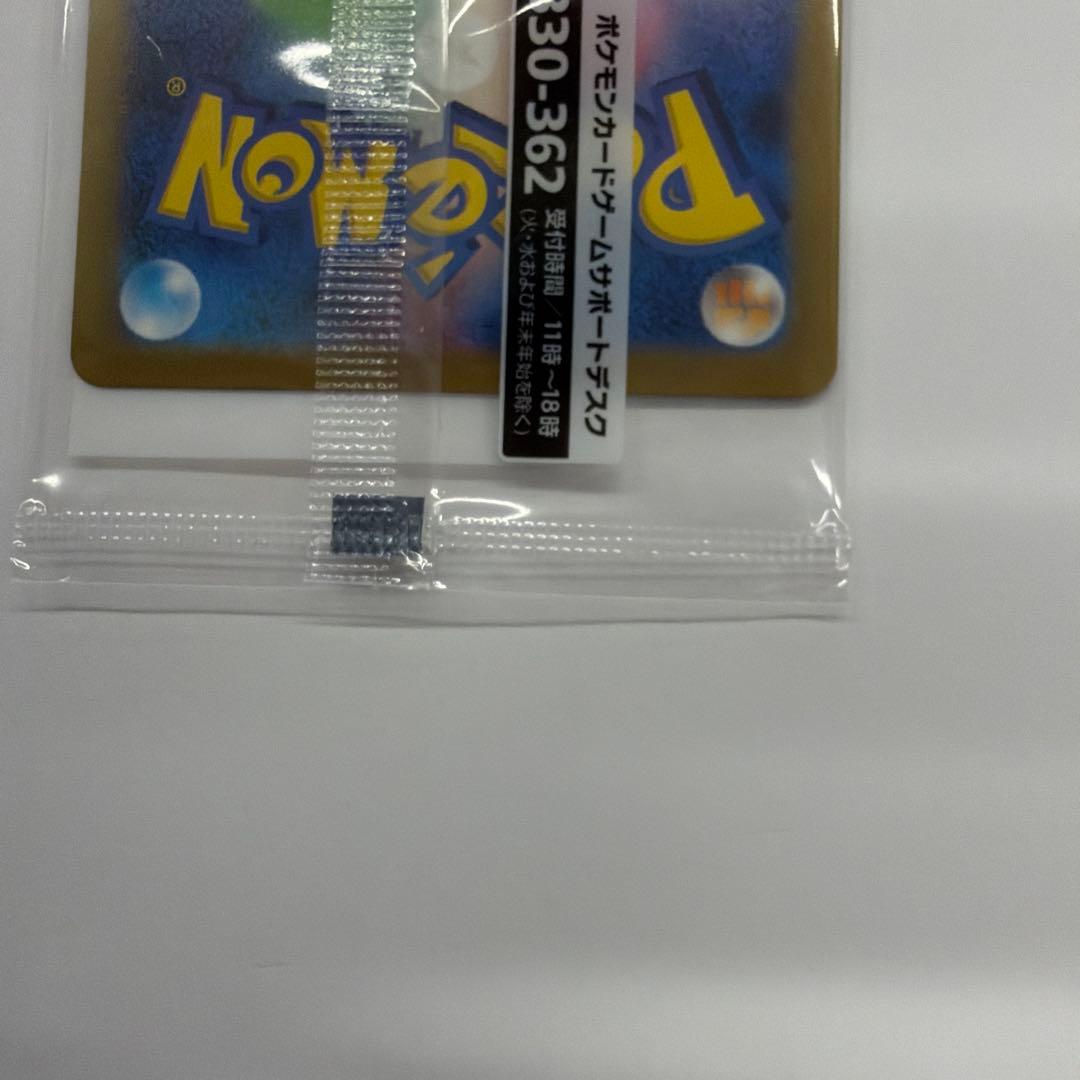 ポケモンカードゲームサポートデスク
330-362
受付時間／11時～18時
(火・水および年末年始を除く)
POKéMON
®